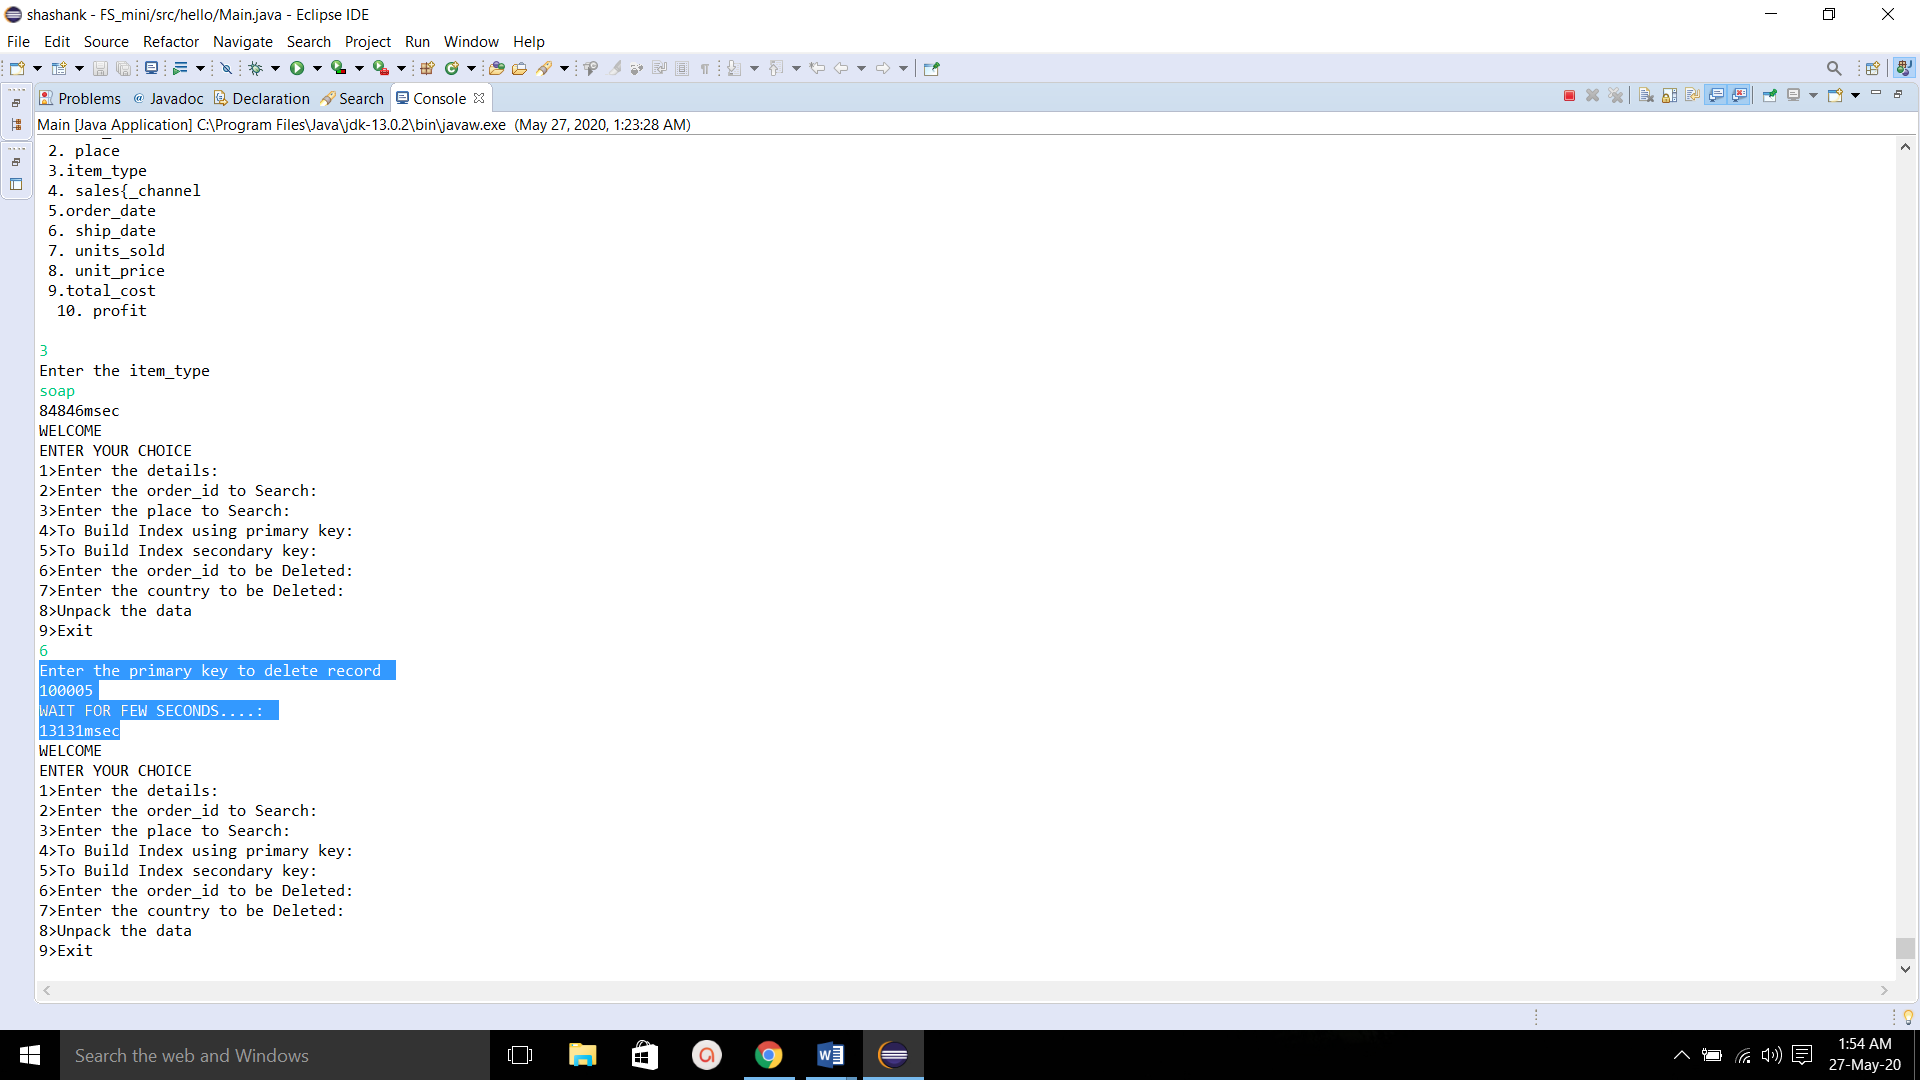 shashank - FS_mini/src/hello/Main.java - Eclipse IDE
File Edit Source Refactor Navigate Search Project Run Window Help
Problems @ Javadoc Declaration Search Console
Main [Java Application] C:\Program Files\Java\jdk-13.0.2\bin\javaw.exe (May 27, 2020, 1:23:28 AM)
2. place
3.item_type
4. sales{_channel
5.order_date
6. ship_date
7. units_sold
8. unit_price
9.total_cost
10. profit
3
Enter the item_type
soap
84846msec
WELCOME
ENTER YOUR CHOICE
1>Enter the details:
2>Enter the order_id to Search:
3>Enter the place to Search:
4>To Build Index using primary key:
5>To Build Index secondary key:
6>Enter the order_id to be Deleted:
7>Enter the country to be Deleted:
8>Unpack the data
9>Exit
6
Enter the primary key to delete record
100005
WAIT FOR FEW SECONDS....:
13131msec
WELCOME
ENTER YOUR CHOICE
1>Enter the details:
2>Enter the order_id to Search:
3>Enter the place to Search:
4>To Build Index using primary key:
5>To Build Index secondary key:
6>Enter the order_id to be Deleted:
7>Enter the country to be Deleted:
8>Unpack the data
9>Exit
Search the web and Windows
1:54 AM
27-May-20